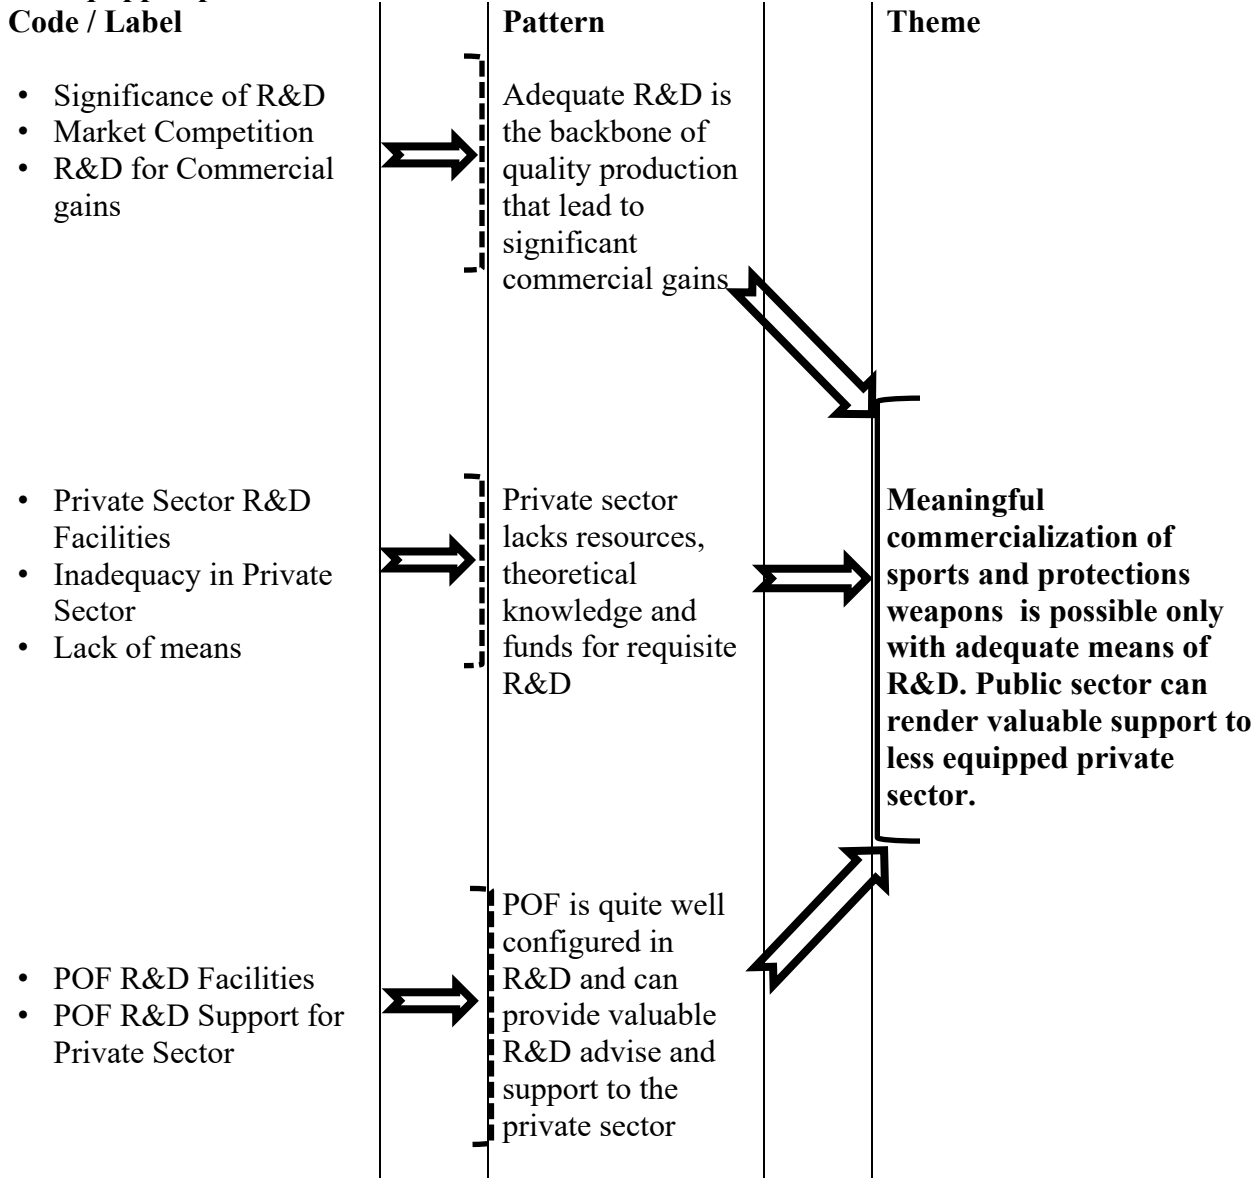 Code / Label
Pattern
Theme
• Significance of R&D
• Market Competition
• R&D for Commercial
gains
Adequate R&D is
the backbone of
quality production
that lead to
significant
commercial gains
• Private Sector R&D
Facilities
• Inadequacy in Private
Sector
• Lack of means
Private sector
lacks resources,
theoretical
knowledge and
funds for requisite
R&D
• POF R&D Facilities
• POF R&D Support for
Private Sector
POF is quite well
configured in
R&D and can
provide valuable
R&D advise and
support to the
private sector
Meaningful
commercialization of
sports and protections
weapons  is possible only
with adequate means of
R&D. Public sector can
render valuable support to
less equipped private
sector.